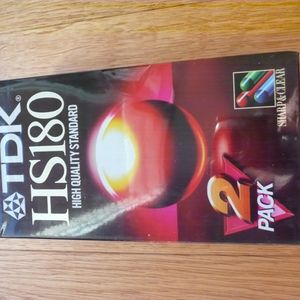 TDK®
HS180
HIGH QUALITY STANDARD
SHARP&CLEAR
2
PACK